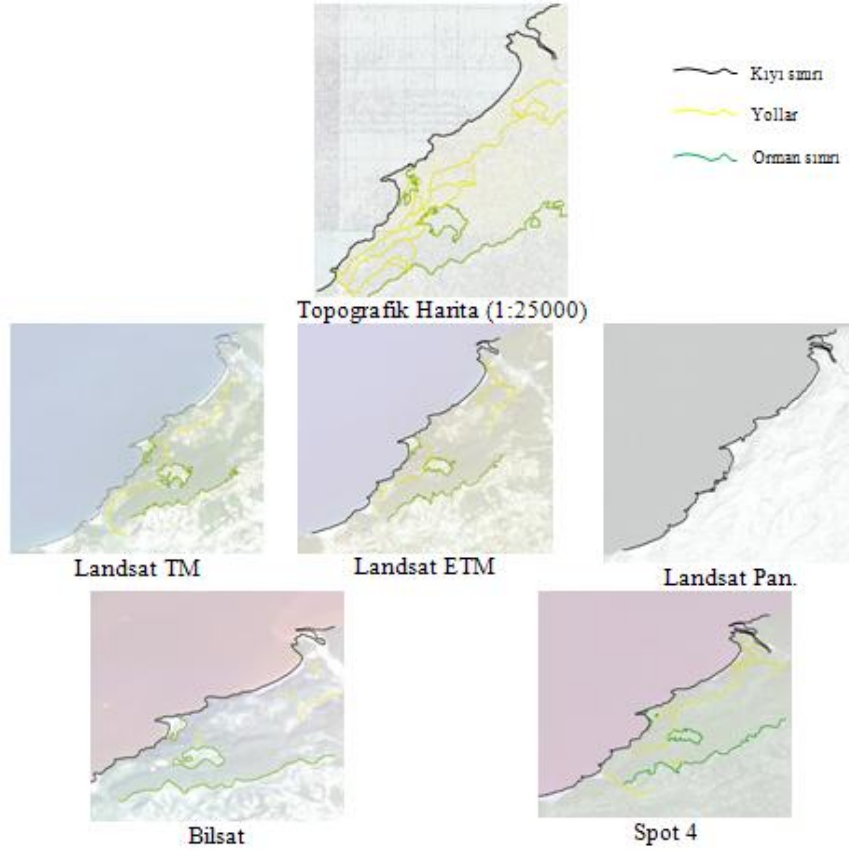 Kıyı sınırı
Yollar
Orman sınırı
Topografik Harita (1:25000)
Landsat TM
Landsat ETM
Landsat Pan.
Bilsat
Spot 4